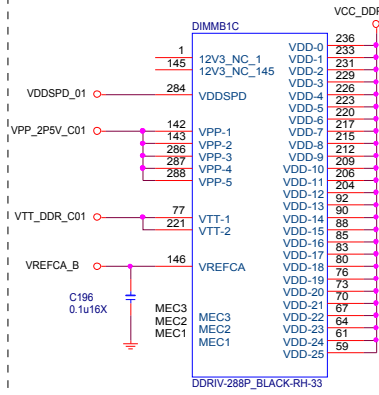 VCC_DDR
DIMMB1C
1 12V3_NC_1 VDD-0 236
145 12V3_NC_145 VDD-1 233
VDD-2 231
VDDSPD_01 284 VDDSPD VDD-3 229
VDD-4 226
VDD-5 223
VDD-6 220
VPP_2P5V_C01 142 VPP-1 VDD-7 217
143 VPP-2 VDD-8 215
286 VPP-3 VDD-9 212
287 VPP-4 VDD-10 209
288 VPP-5 VDD-11 206
VDD-12 204
VDD-13 92
VTT_DDR_C01 77 VTT-1 VDD-14 90
221 VTT-2 VDD-15 88
VDD-16 85
VDD-17 83
VREFCA_B 146 VREFCA VDD-18 80
VDD-19 76
VDD-20 73
C196 VDD-21 70
0.1u16X MEC3 MEC3 VDD-22 67
MEC2 MEC2 VDD-23 64
MEC1 MEC1 VDD-24 61
VDD-25 59
DDRIV-288P_BLACK-RH-33